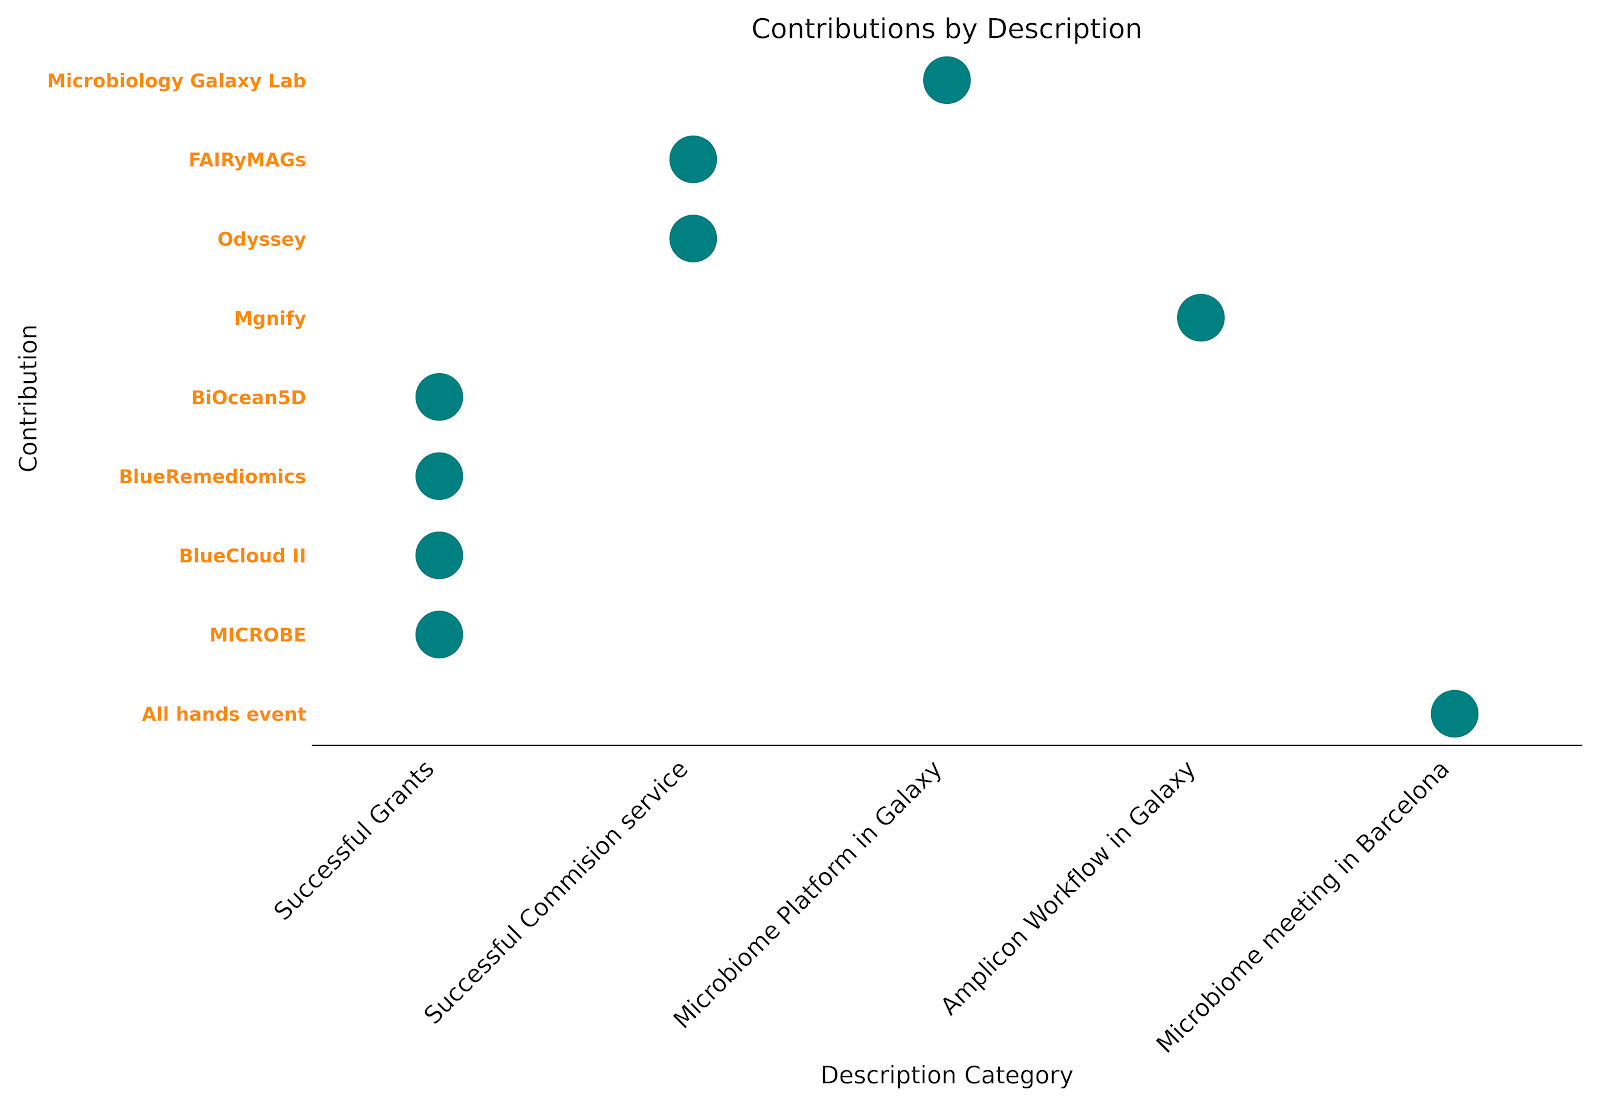 Contributions by Description
Microbiology Galaxy Lab
FAIRyMAGs
Odyssey
Mgnify
BiOcean5D
BlueRemediomics
BlueCloud II
MICROBE
All hands event
Contribution
Successful Grants
Successful Commision service
Microbiome Platform in Galaxy
Amplicon Workflow in Galaxy
Microbiome meeting in Barcelona
Description Category